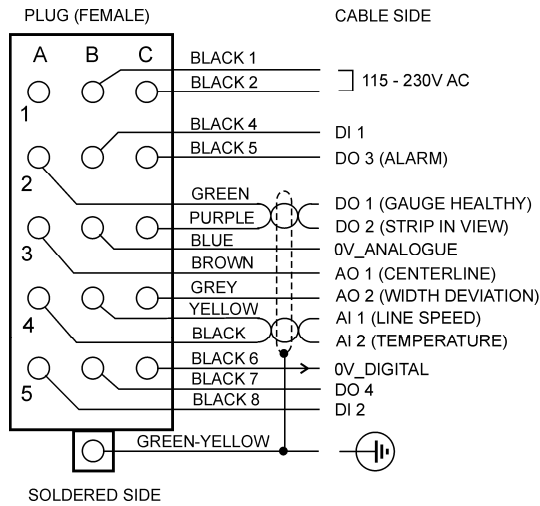 PLUG (FEMALE) CABLE SIDE
A B C
BLACK 1
BLACK 2 115 - 230V AC
1
BLACK 4 DI 1
BLACK 5 DO 3 (ALARM)
2
GREEN DO 1 (GAUGE HEALTHY)
PURPLE DO 2 (STRIP IN VIEW)
3
BLUE 0V_ANALOGUE
BROWN AO 1 (CENTERLINE)
GREY AO 2 (WIDTH DEVIATION)
YELLOW AI 1 (LINE SPEED)
4
BLACK AI 2 (TEMPERATURE)
BLACK 6 0V_DIGITAL
BLACK 7 DO 4
5
BLACK 8 DI 2
GREEN-YELLOW
SOLDERED SIDE